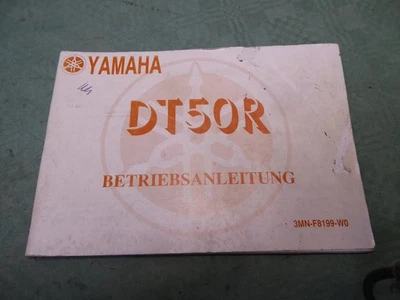 YAMAHA
DT50R
BETRIEBSANLEITUNG
3MN-F8199-W0